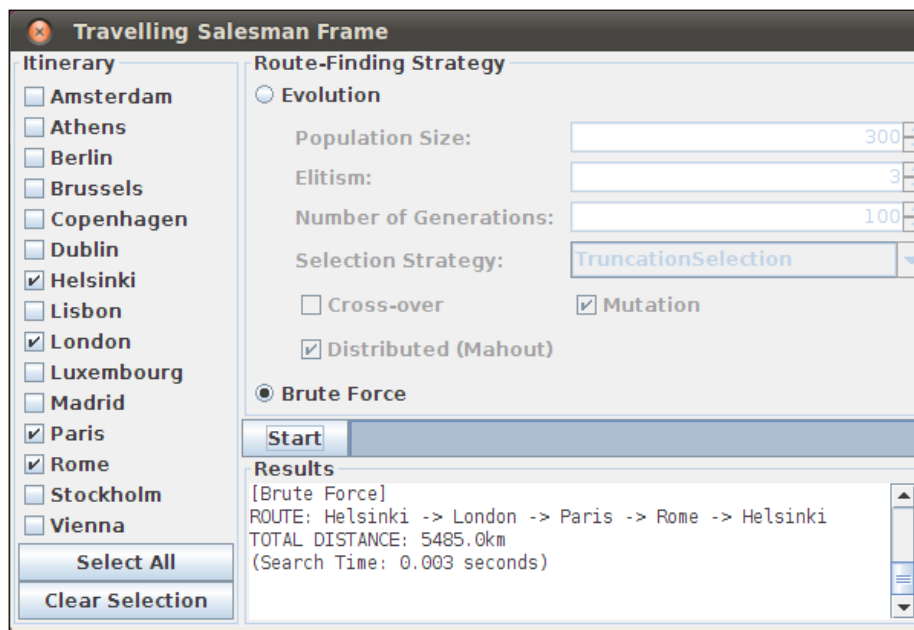 Travelling Salesman Frame
Itinerary
Amsterdam
Athens
Berlin
Brussels
Copenhagen
Dublin
Helsinki
Lisbon
London
Luxembourg
Madrid
Paris
Rome
Stockholm
Vienna
Select All
Clear Selection
Route-Finding Strategy
Evolution
Population Size: 300
Elitism: 3
Number of Generations: 100
Selection Strategy: TruncationSelection
Cross-over Mutation
Distributed (Mahout)
Brute Force
Start
Results
[Brute Force]
ROUTE: Helsinki -> London -> Paris -> Rome -> Helsinki
TOTAL DISTANCE: 5485.0km
(Search Time: 0.003 seconds)